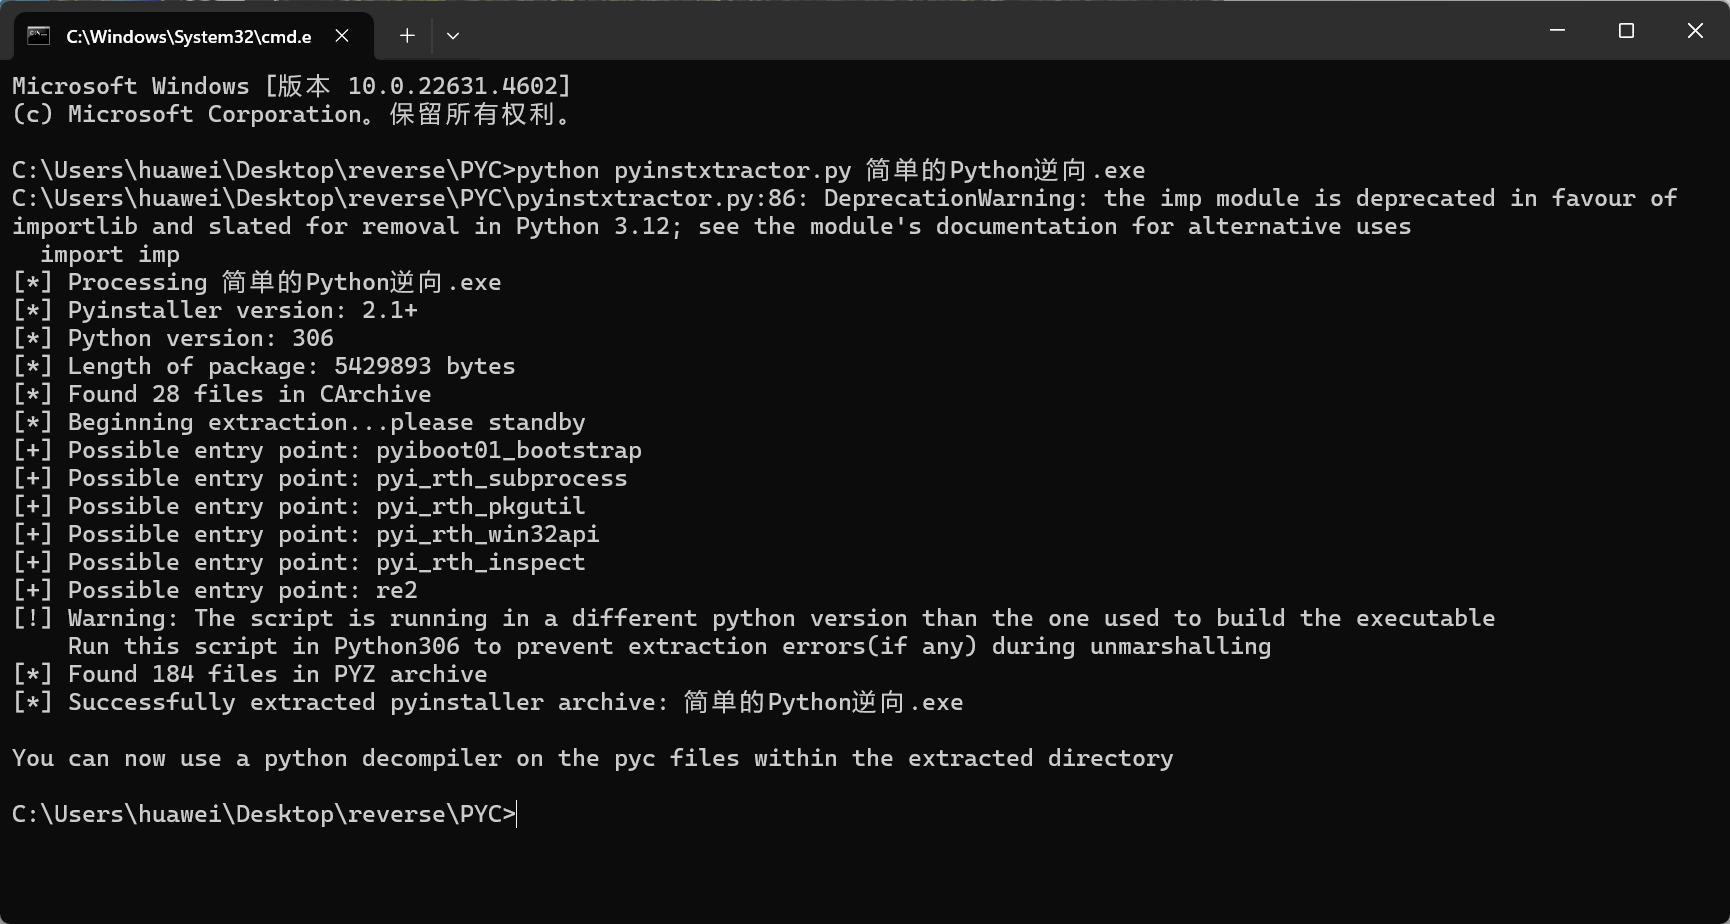 C:\Windows\System32\cmd.e
Microsoft Windows [版本 10.0.22631.4602]
(c) Microsoft Corporation。保留所有权利。
C:\Users\huawei\Desktop\reverse\PYC>python pyinstxtractor.py 简单的Python逆向.exe
C:\Users\huawei\Desktop\reverse\PYC\pyinstxtractor.py:86: DeprecationWarning: the imp module is deprecated in favour of
importlib and slated for removal in Python 3.12; see the module's documentation for alternative uses
  import imp
[*] Processing 简单的Python逆向.exe
[*] Pyinstaller version: 2.1+
[*] Python version: 306
[*] Length of package: 5429893 bytes
[*] Found 28 files in CArchive
[*] Beginning extraction...please standby
[+] Possible entry point: pyiboot01_bootstrap
[+] Possible entry point: pyi_rth_subprocess
[+] Possible entry point: pyi_rth_pkgutil
[+] Possible entry point: pyi_rth_win32api
[+] Possible entry point: pyi_rth_inspect
[+] Possible entry point: re2
[!] Warning: The script is running in a different python version than the one used to build the executable
    Run this script in Python306 to prevent extraction errors(if any) during unmarshalling
[*] Found 184 files in PYZ archive
[*] Successfully extracted pyinstaller archive: 简单的Python逆向.exe
You can now use a python decompiler on the pyc files within the extracted directory
C:\Users\huawei\Desktop\reverse\PYC>